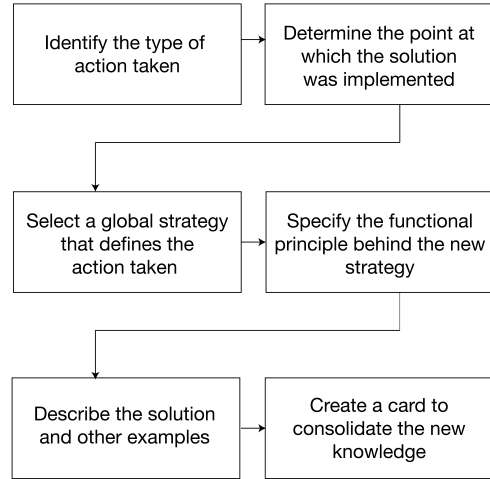 Identify the type of
action taken
Determine the point at
which the solution
was implemented
Select a global strategy
that defines the
action taken
Specify the functional
principle behind the new
strategy
Describe the solution
and other examples
Create a card to
consolidate the new
knowledge